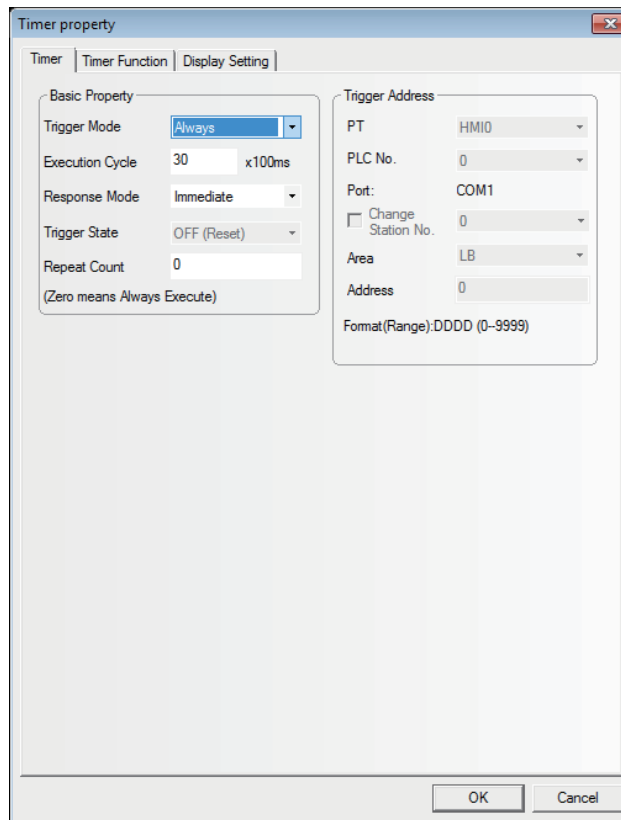 Timer property
Timer Timer Function Display Setting
Basic Property
Trigger Mode Always
Execution Cycle 30 x100ms
Response Mode Immediate
Trigger State OFF (Reset)
Repeat Count 0
(Zero means Always Execute)
Trigger Address
PT HMI0
PLC No. 0
Port: COM1
Change
Station No. 0
Area LB
Address 0
Format(Range):DDDD (0--9999)
OK Cancel